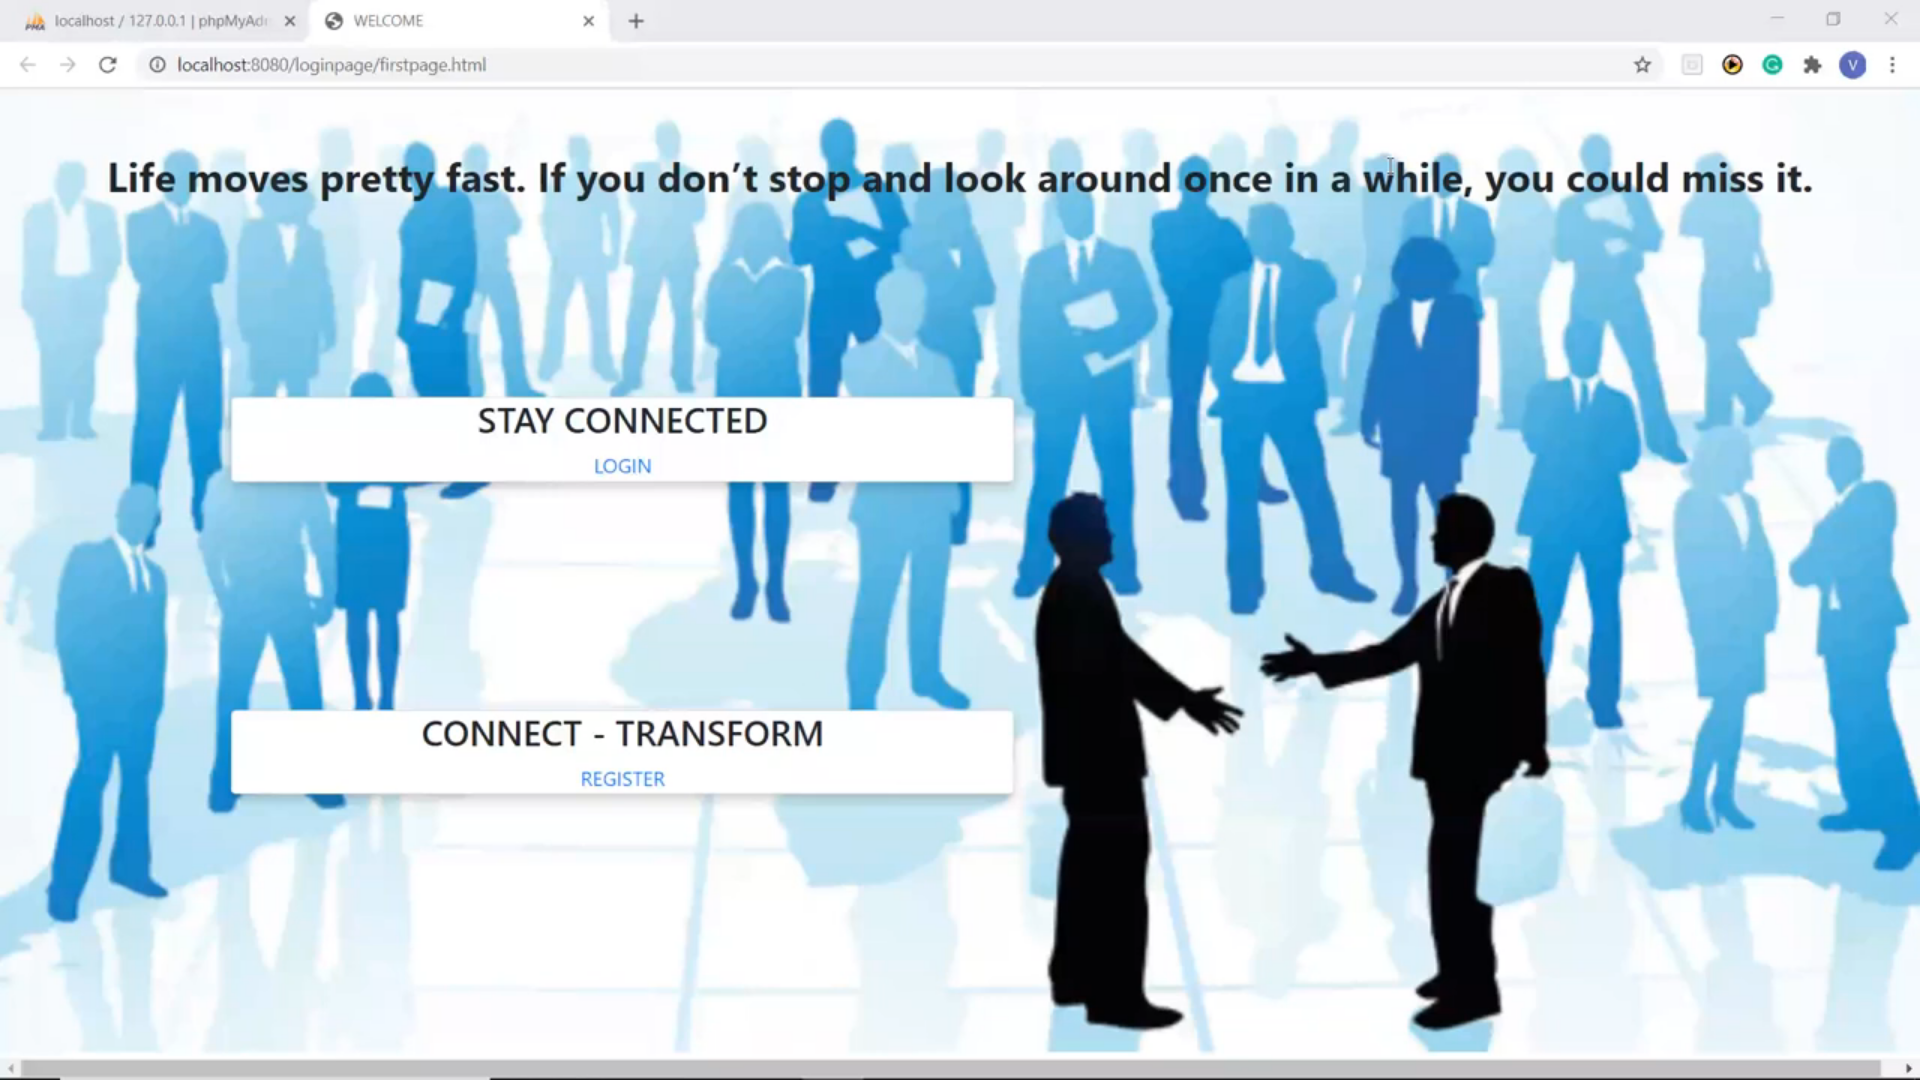 localhost / 127.0.0.1 | phpMyAd
WELCOME
localhost:8080/loginpage/firstpage.html
V
Life moves pretty fast. If you don’t stop and look around once in a while, you could miss it.
STAY CONNECTED
LOGIN
CONNECT - TRANSFORM
REGISTER